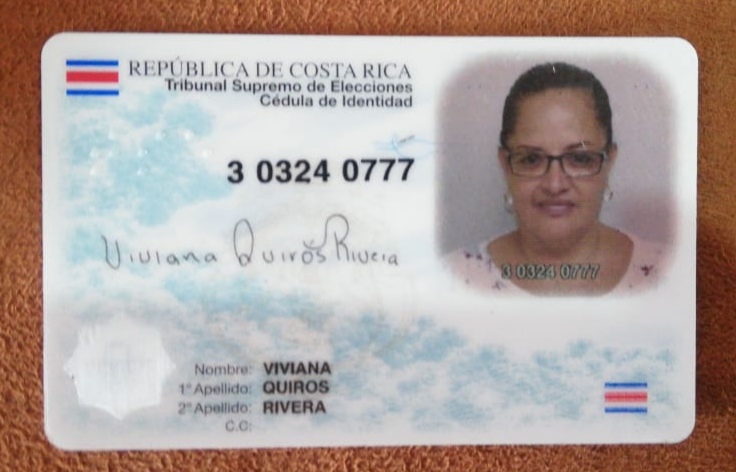 REPÚBLICA DE COSTA RICA
Tribunal Supremo de Elecciones
Cédula de Identidad
3 0324 0777
Viviana Quirós Rivera
3 0324 0777
Nombre: VIVIANA
1° Apellido: QUIROS
2° Apellido: RIVERA
C.C: